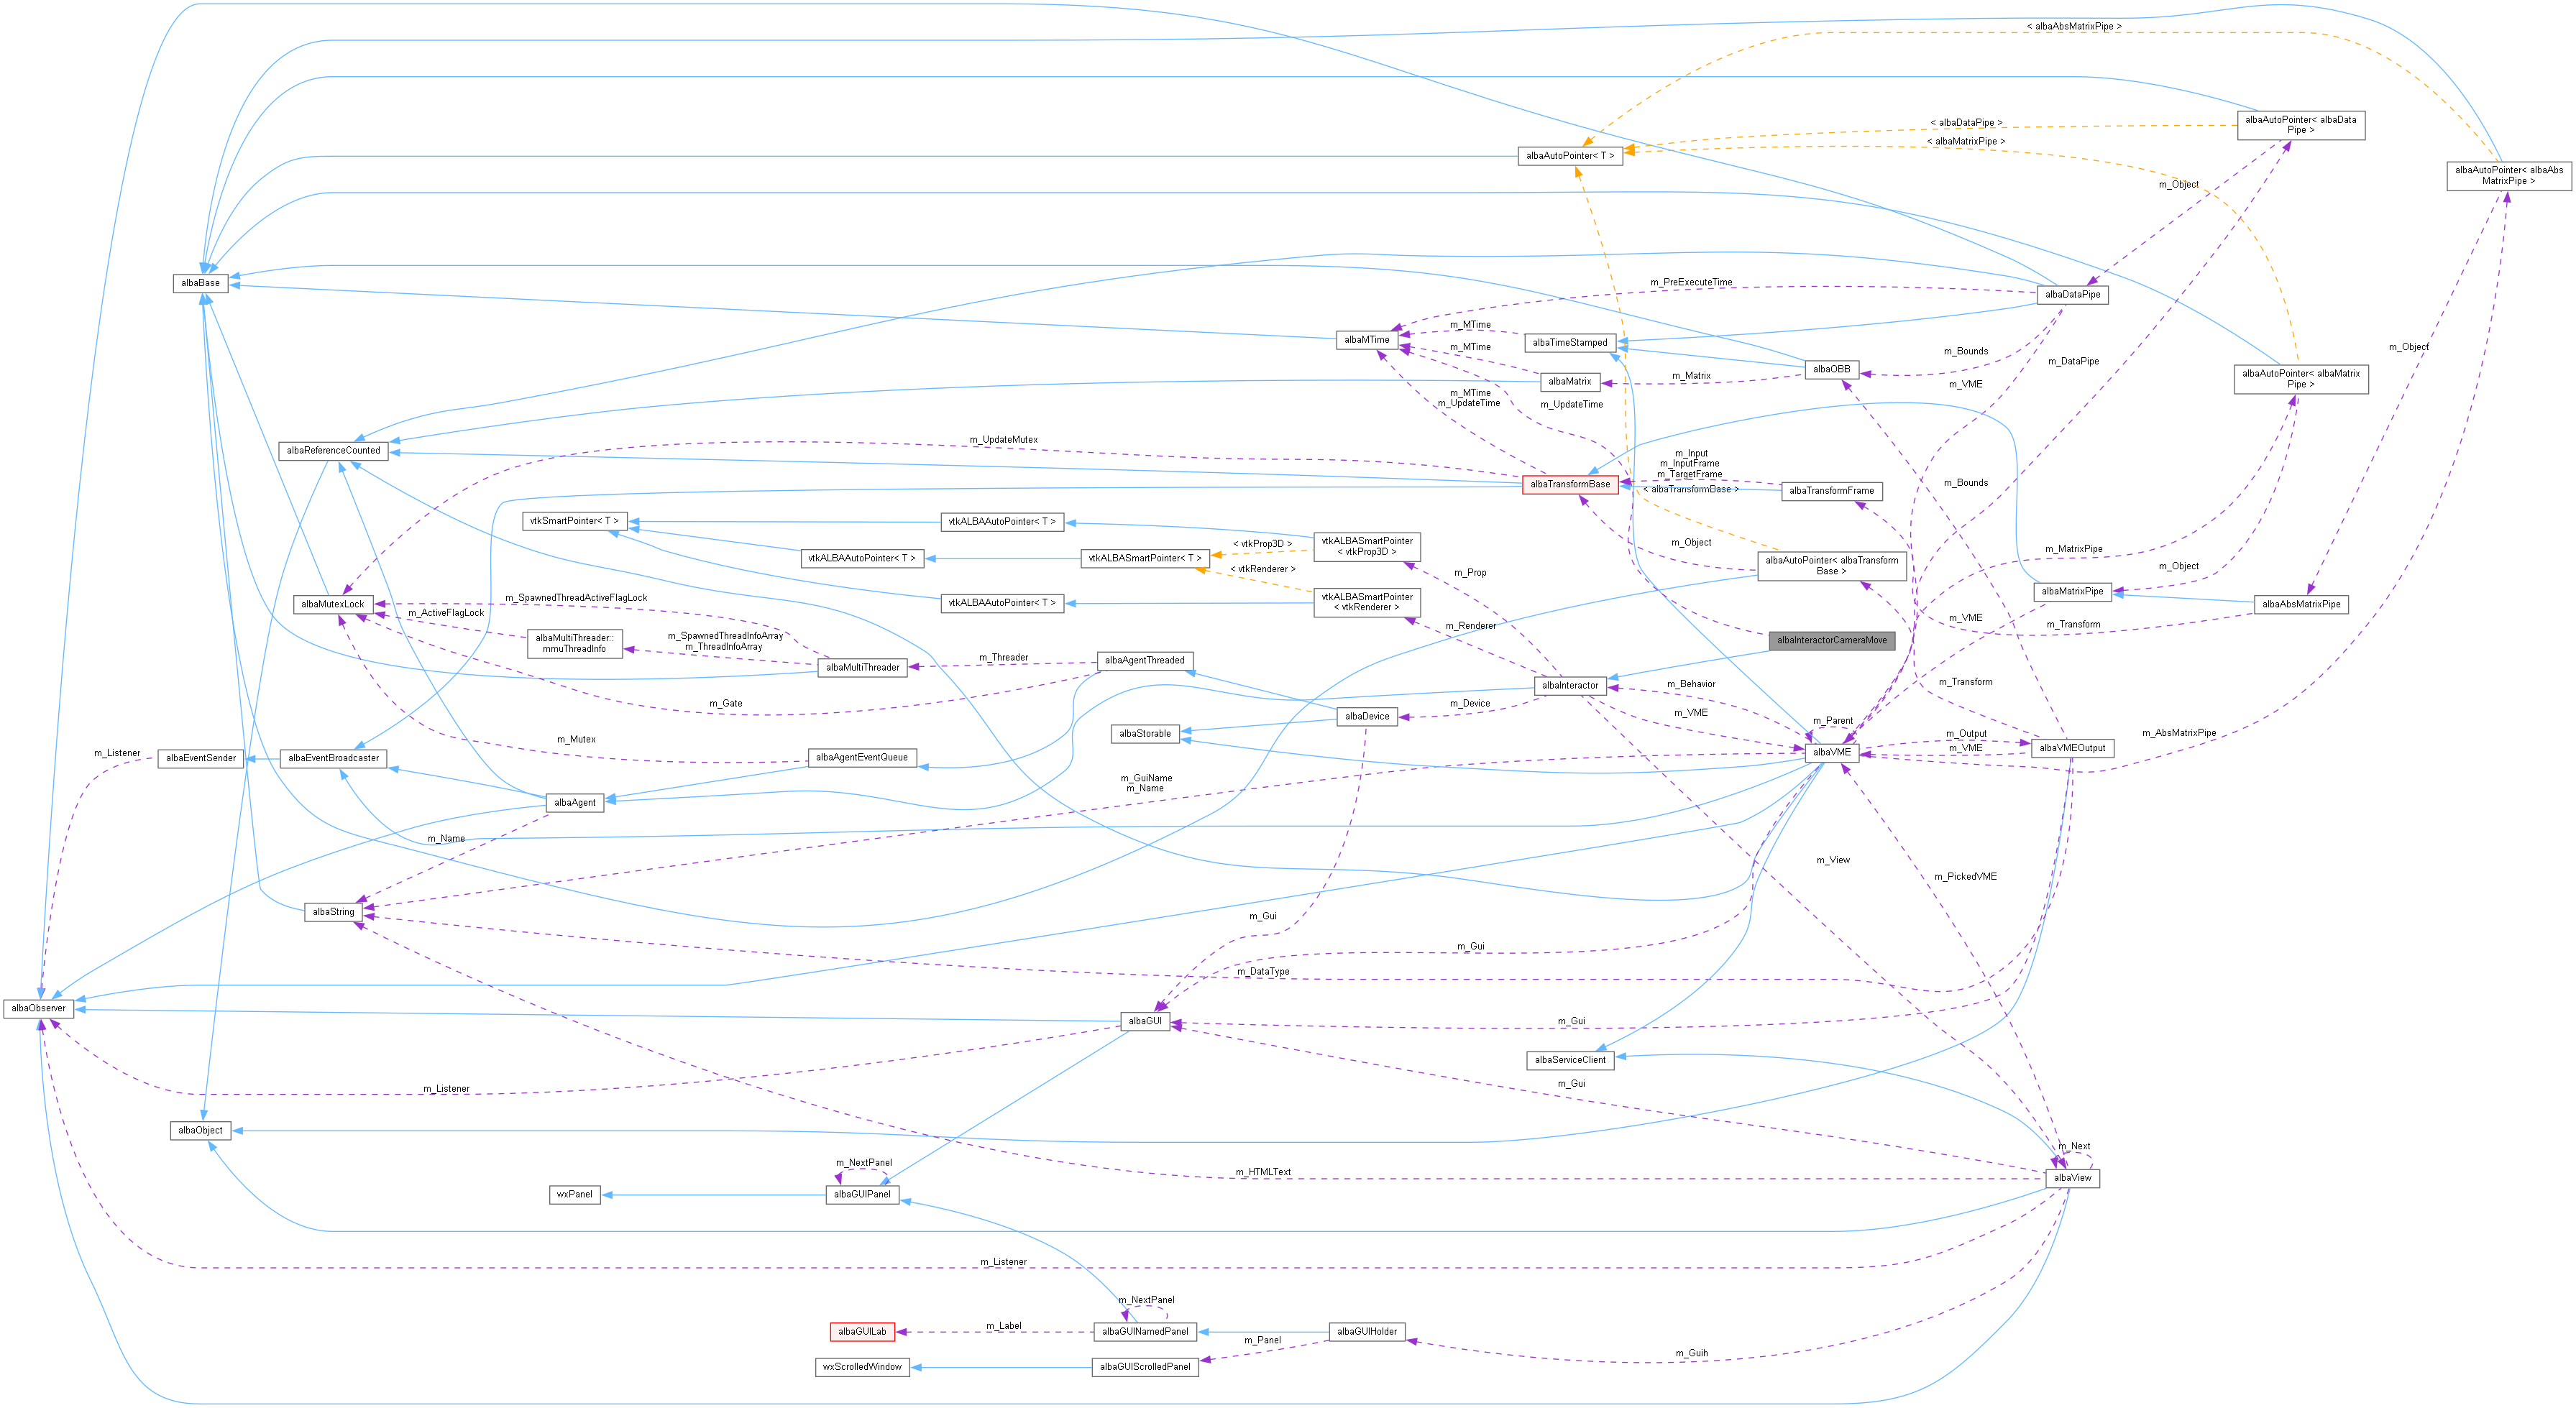 < albaAbsMatrixPipe >
albaAutoPointer< albaData
Pipe >
< albaDataPipe >
< albaMatrixPipe >
albaAutoPointer< T >
albaAutoPointer< albaAbs
MatrixPipe >
m_Object
albaBase
m_PreExecuteTime
albaDataPipe
m_MTime
albaTimeStamped
albaMTime
m_MTime
m_Bounds
m_DataPipe
m_Object
albaOBB
albaMatrix
m_Matrix
m_VME
albaAutoPointer< albaMatrix
Pipe >
m_MTime
m_UpdateTime
m_UpdateTime
m_UpdateMutex
albaReferenceCounted
m_Input
m_InputFrame
m_TargetFrame
albaTransformBase
< albaTransformBase >
albaTransformFrame
m_Bounds
vtkSmartPointer< T >
vtkALBAAutoPointer< T >
vtkALBASmartPointer
< vtkProp3D >
< vtkProp3D >
vtkALBAAutoPointer< T >
vtkALBASmartPointer< T >
m_Object
albaAutoPointer< albaTransform
Base >
m_MatrixPipe
m_Object
< vtkRenderer >
m_Prop
albaMatrixPipe
albaAbsMatrixPipe
m_SpawnedThreadActiveFlagLock
albaMutexLock
m_ActiveFlagLock
vtkALBAAutoPointer< T >
vtkALBASmartPointer
< vtkRenderer >
m_Renderer
m_VME
m_Transform
albaMultiThreader::
mmuThreadInfo
m_SpawnedThreadInfoArray
m_ThreadInfoArray
albaInteractorCameraMove
albaMultiThreader
m_Threader
albaAgentThreaded
albaInteractor
m_Behavior
m_Transform
m_Gate
m_Device
albaDevice
m_VME
m_Parent
albaStorable
m_Output
m_AbsMatrixPipe
m_Mutex
m_Listener
albaEventSender
albaEventBroadcaster
albaAgentEventQueue
albaVME
m_VME
albaVMEOutput
m_GuiName
m_Name
albaAgent
m_Name
m_View
m_PickedVME
albaString
m_Gui
m_Gui
m_DataType
albaObserver
albaGUI
m_Gui
albaServiceClient
m_Listener
m_Gui
albaObject
m_Next
m_NextPanel
m_HTMLText
albaView
wxPanel
albaGUIPanel
m_Listener
m_NextPanel
albaGUILab
m_Label
albaGUINamedPanel
albaGUIHolder
m_Panel
m_Guih
wxScrolledWindow
albaGUIScrolledPanel